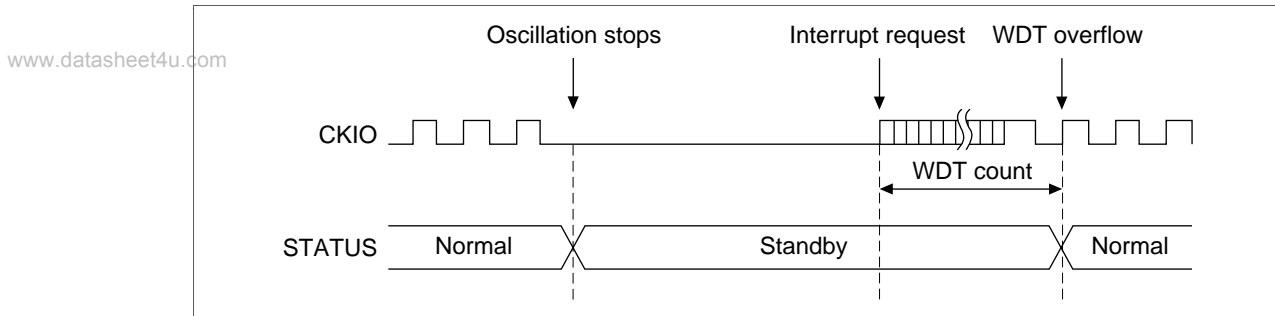 Oscillation stops Interrupt request WDT overflow
www.datasheet4u.com
CKIO
WDT count
STATUS Normal Standby Normal